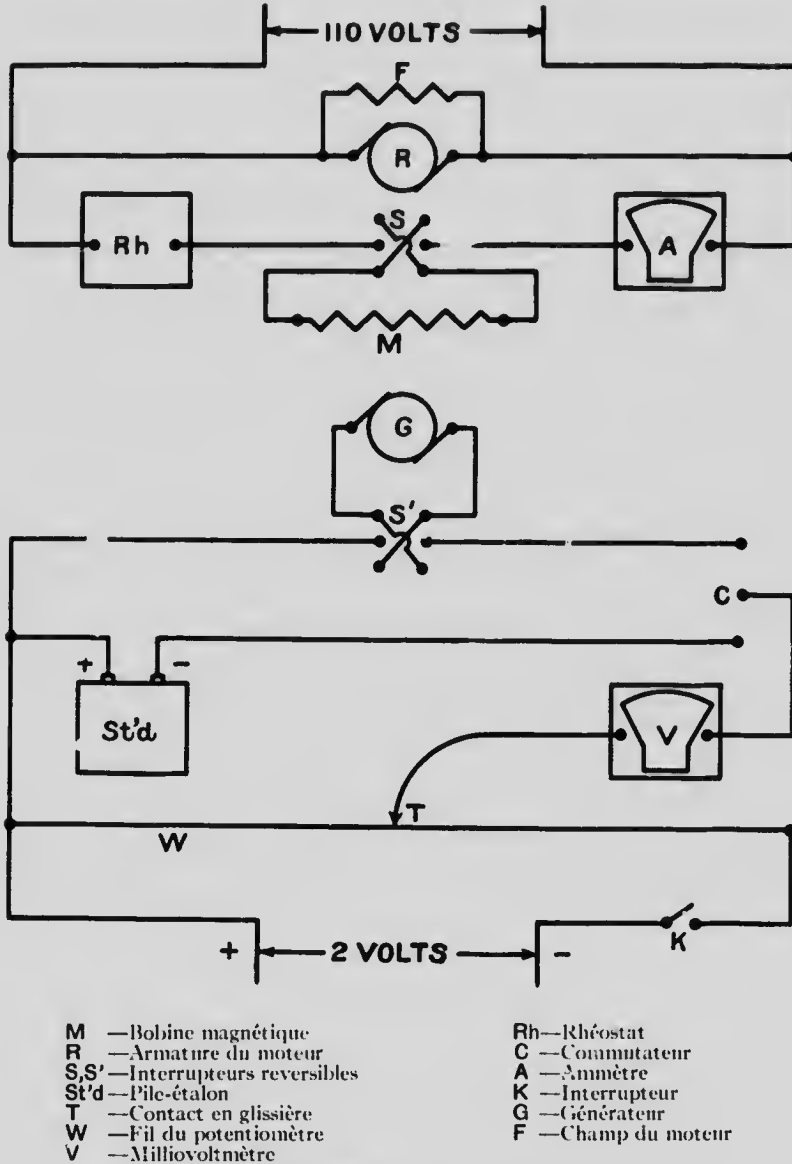 110 VOLTS
F
R
S
Rh
A
M
G
S'
C
+ -
St'd
V
T
W
+ 2 VOLTS -
K
M —Bobine magnétique
R —Armature du moteur
S,S' —Interrupteurs reversibles
St'd —Pile-étalon
T —Contact en glissière
W —Fil du potentiomètre
V —Milliovoltmètre
Rh—Rhéostat
C —Commutateur
A —Ammètre
K —Interrupteur
G —Générateur
F —Champ du moteur